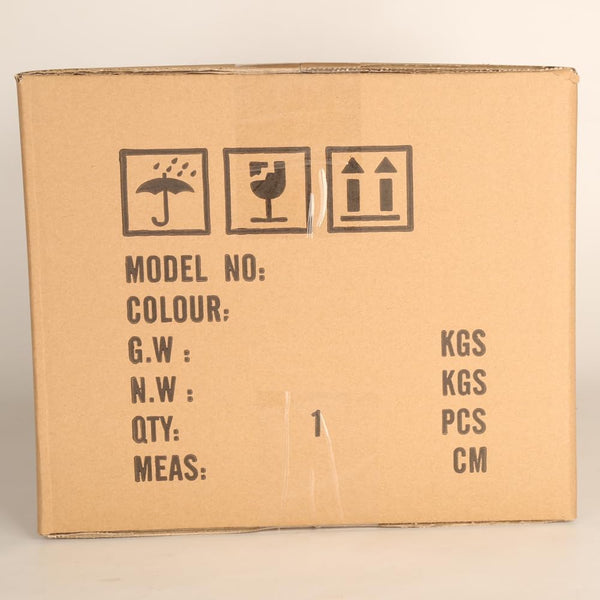 MODEL NO:
COLOUR:
G.W : KGS
N.W : KGS
QTY: 1 PCS
MEAS: CM